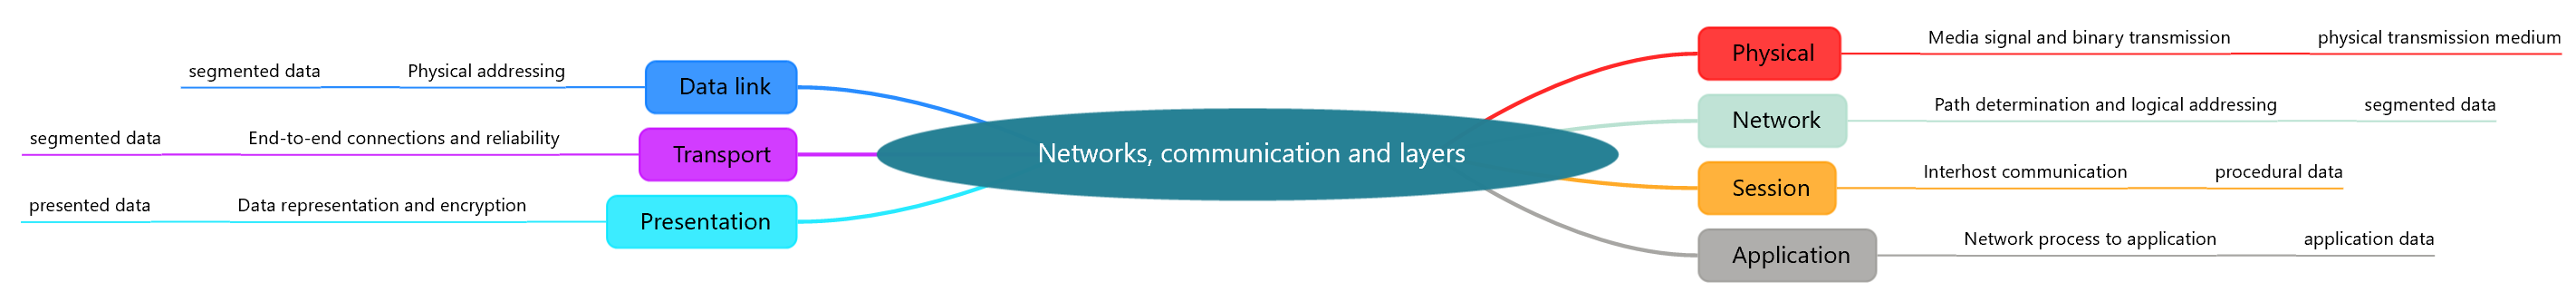 Physical
Media signal and binary transmission
physical transmission medium
segmented data
Physical addressing
Data link
Network
Path determination and logical addressing
segmented data
segmented data
End-to-end connections and reliability
Transport
Networks, communication and layers
Session
Interhost communication
procedural data
presented data
Data representation and encryption
Presentation
Application
Network process to application
application data